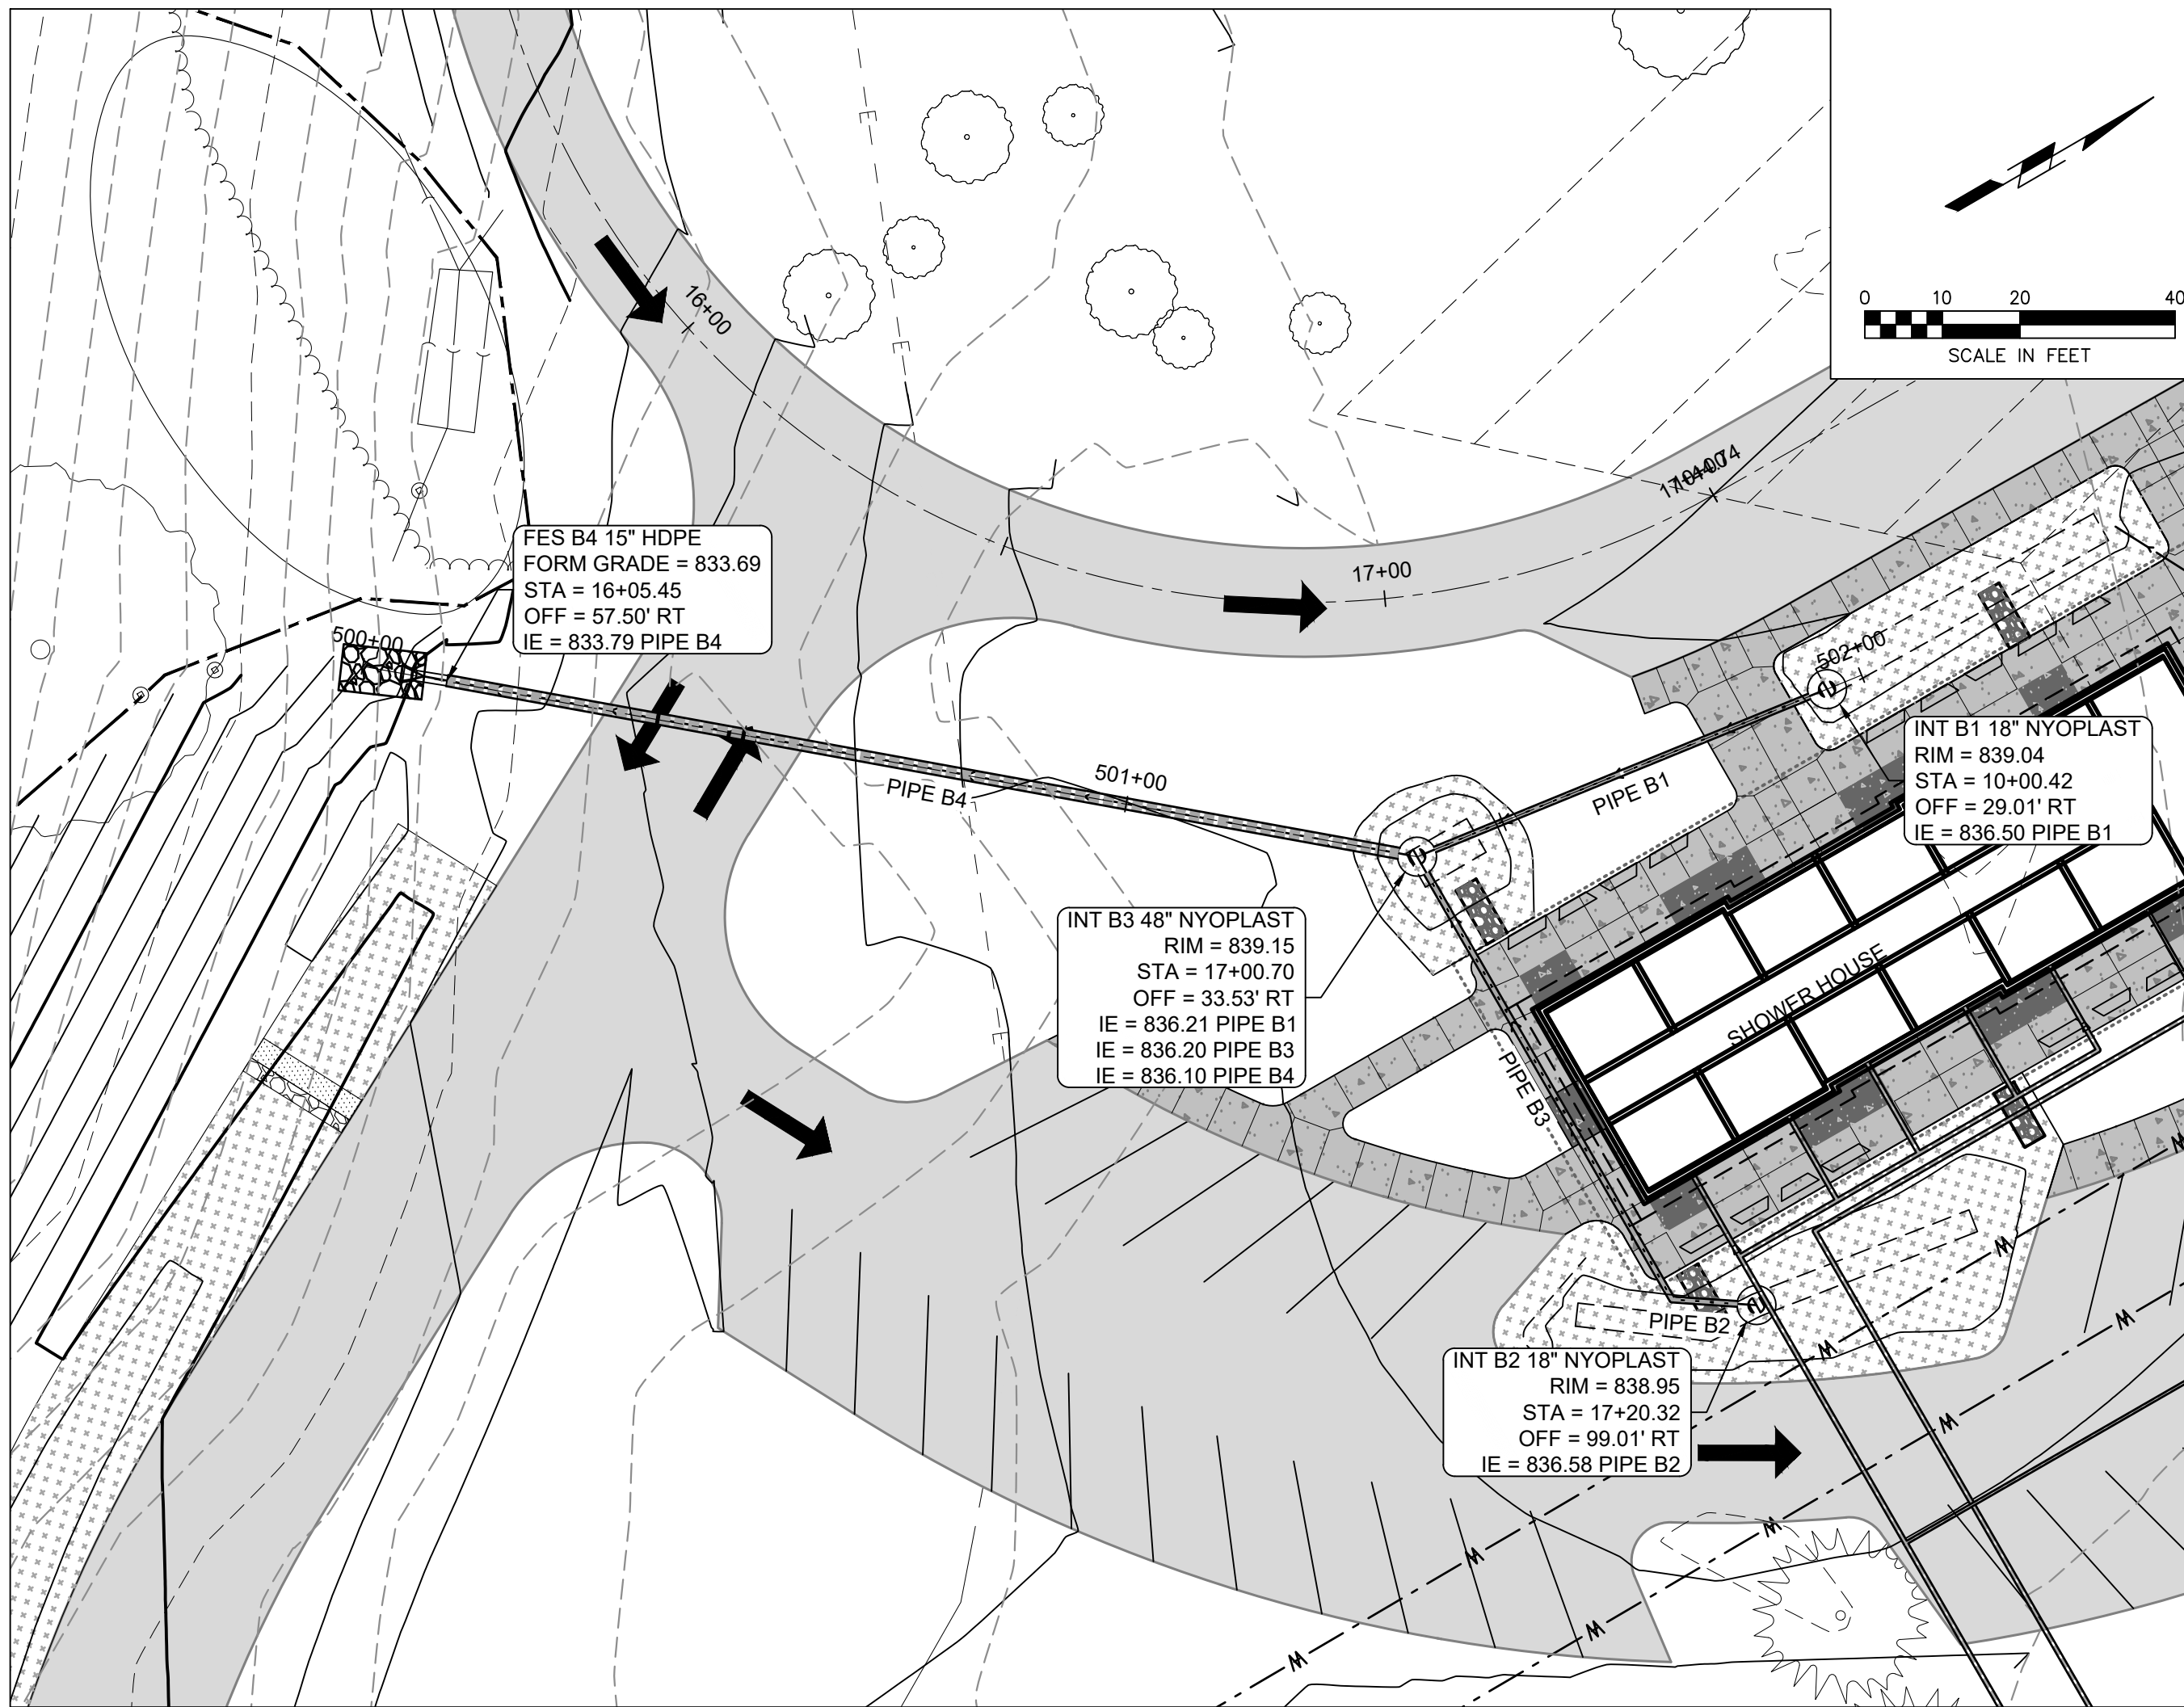 0 10 20 40
SCALE IN FEET
16+00
17+00
FES B4 15" HDPE
FORM GRADE = 833.69
STA = 16+05.45
OFF = 57.50' RT
IE = 833.79 PIPE B4
500+00
502+00
INT B1 18" NYOPLAST
RIM = 839.04
STA = 10+00.42
OFF = 29.01' RT
IE = 836.50 PIPE B1
501+00
PIPE B4
PIPE B1
INT B3 48" NYOPLAST
RIM = 839.15
STA = 17+00.70
OFF = 33.53' RT
IE = 836.21 PIPE B1
IE = 836.20 PIPE B3
IE = 836.10 PIPE B4
SHOWER HOUSE
PIPE B3
PIPE B2
INT B2 18" NYOPLAST
RIM = 838.95
STA = 17+20.32
OFF = 99.01' RT
IE = 836.58 PIPE B2
W
W
W
W
W
W
W
W
W